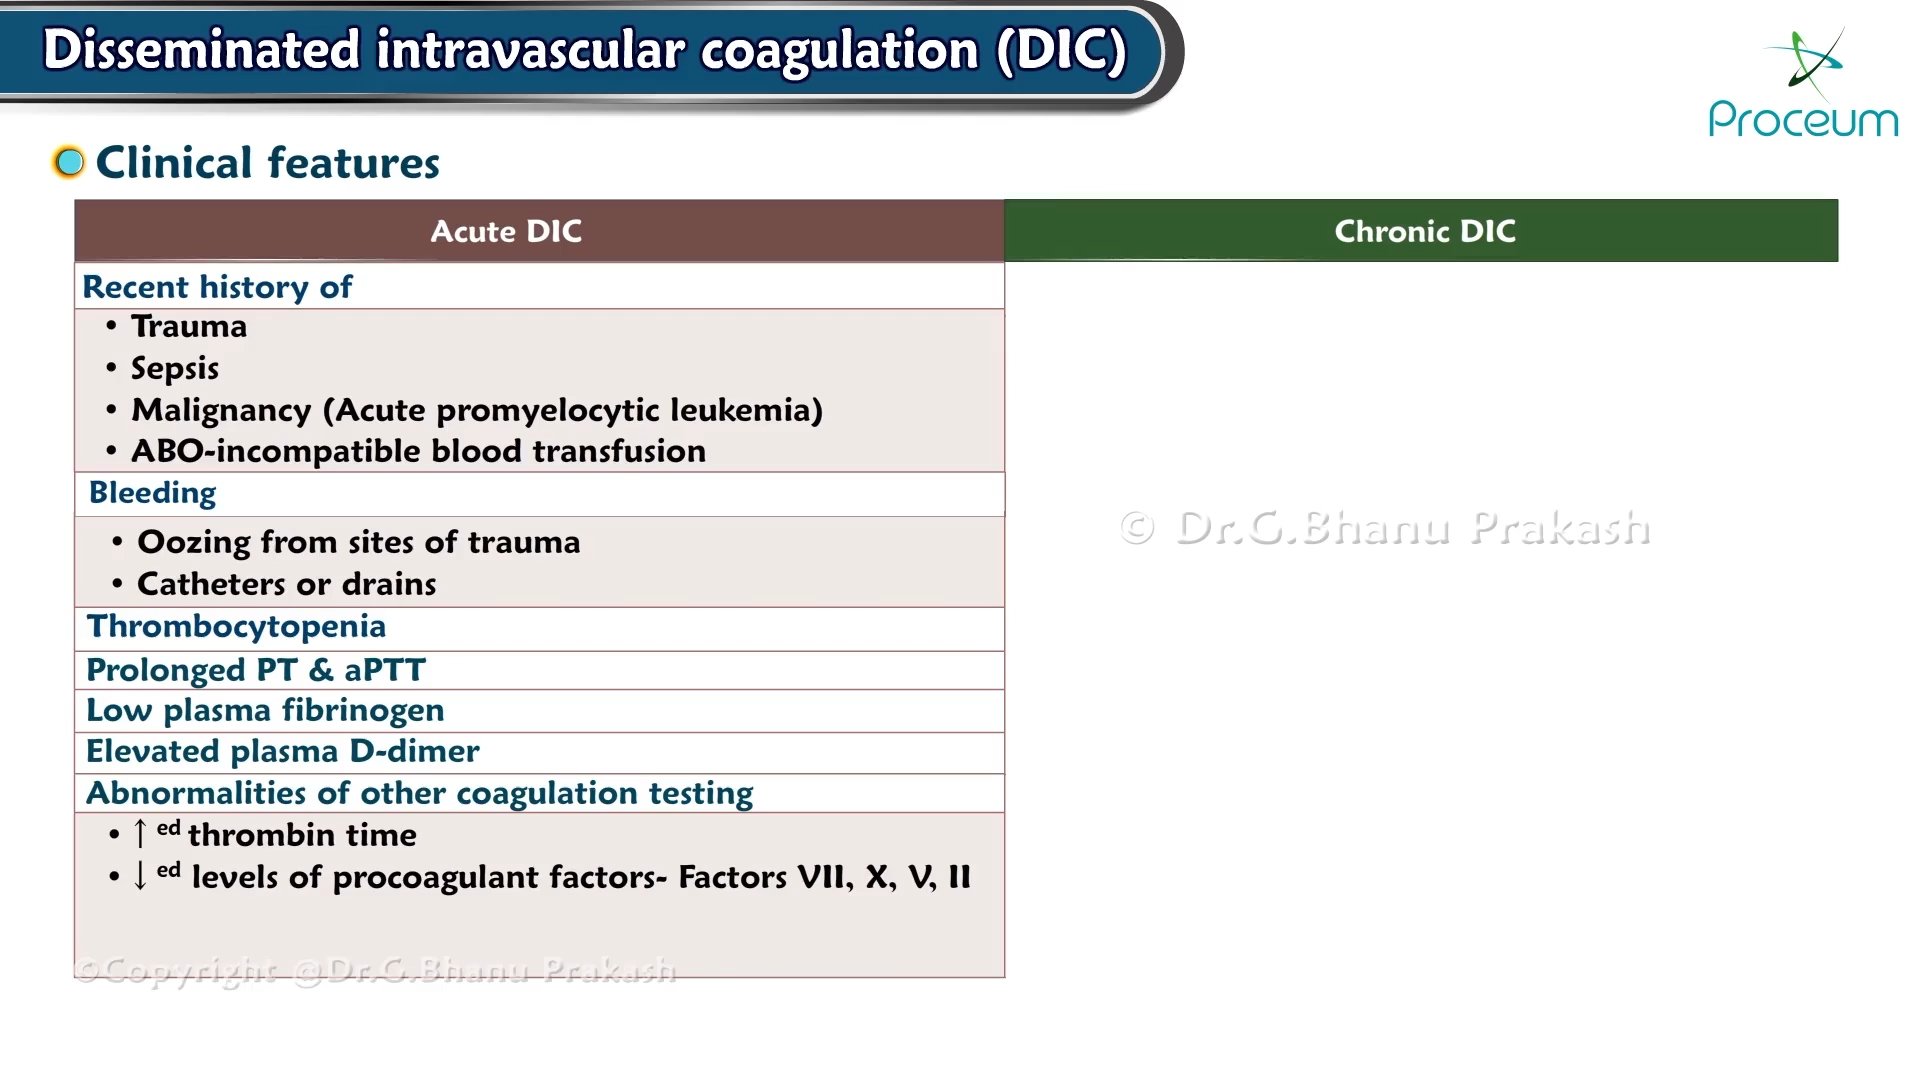 Disseminated intravascular coagulation (DIC)
Proceum
Clinical features
Acute DIC
Chronic DIC
Recent history of
• Trauma
• Sepsis
• Malignancy (Acute promyelocytic leukemia)
• ABO-incompatible blood transfusion
Bleeding
• Oozing from sites of trauma
• Catheters or drains
Thrombocytopenia
Prolonged PT & aPTT
Low plasma fibrinogen
Elevated plasma D-dimer
Abnormalities of other coagulation testing
• ↑ ed thrombin time
• ↓ ed levels of procoagulant factors- Factors VII, X, V, II
© Dr.G.Bhanu Prakash
©Copyright @Dr.G.Bhanu Prakash